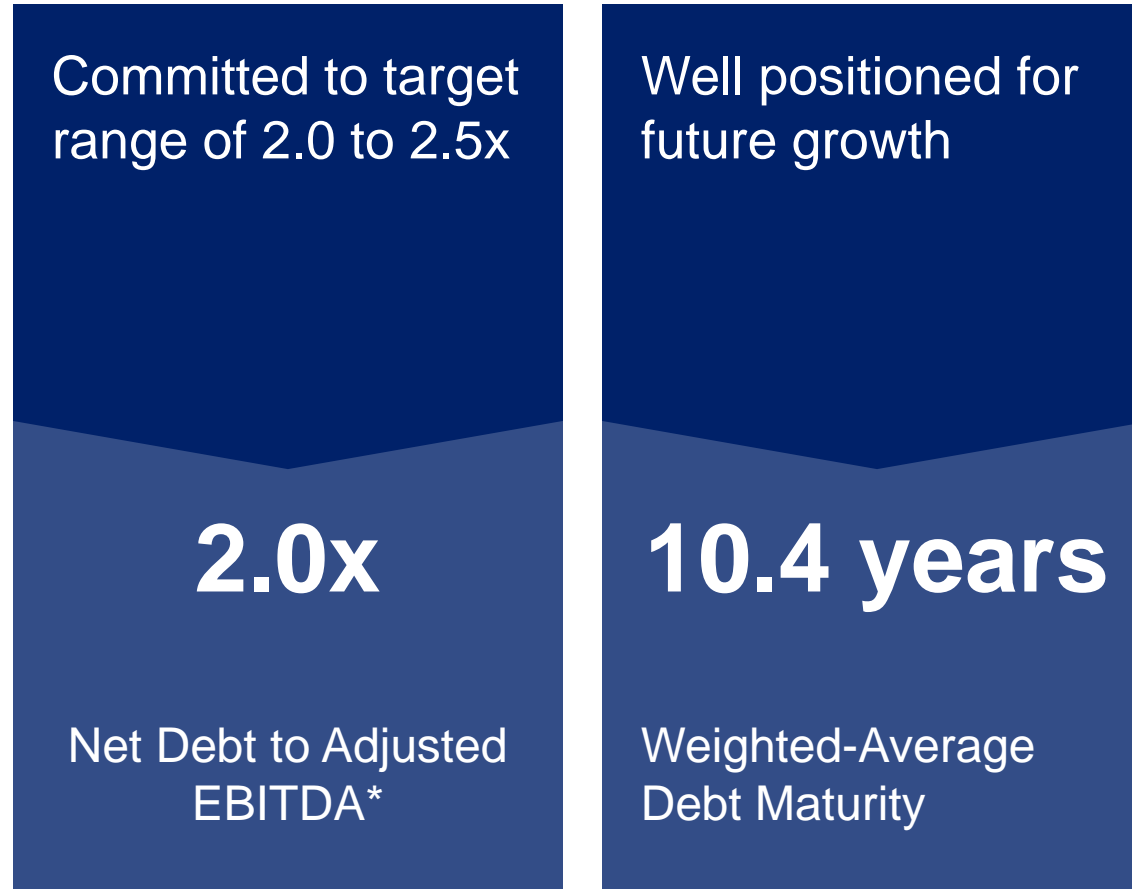 Committed to target
range of 2.0 to 2.5x
2.0x
Net Debt to Adjusted
EBITDA*
Well positioned for
future growth
10.4 years
Weighted-Average
Debt Maturity